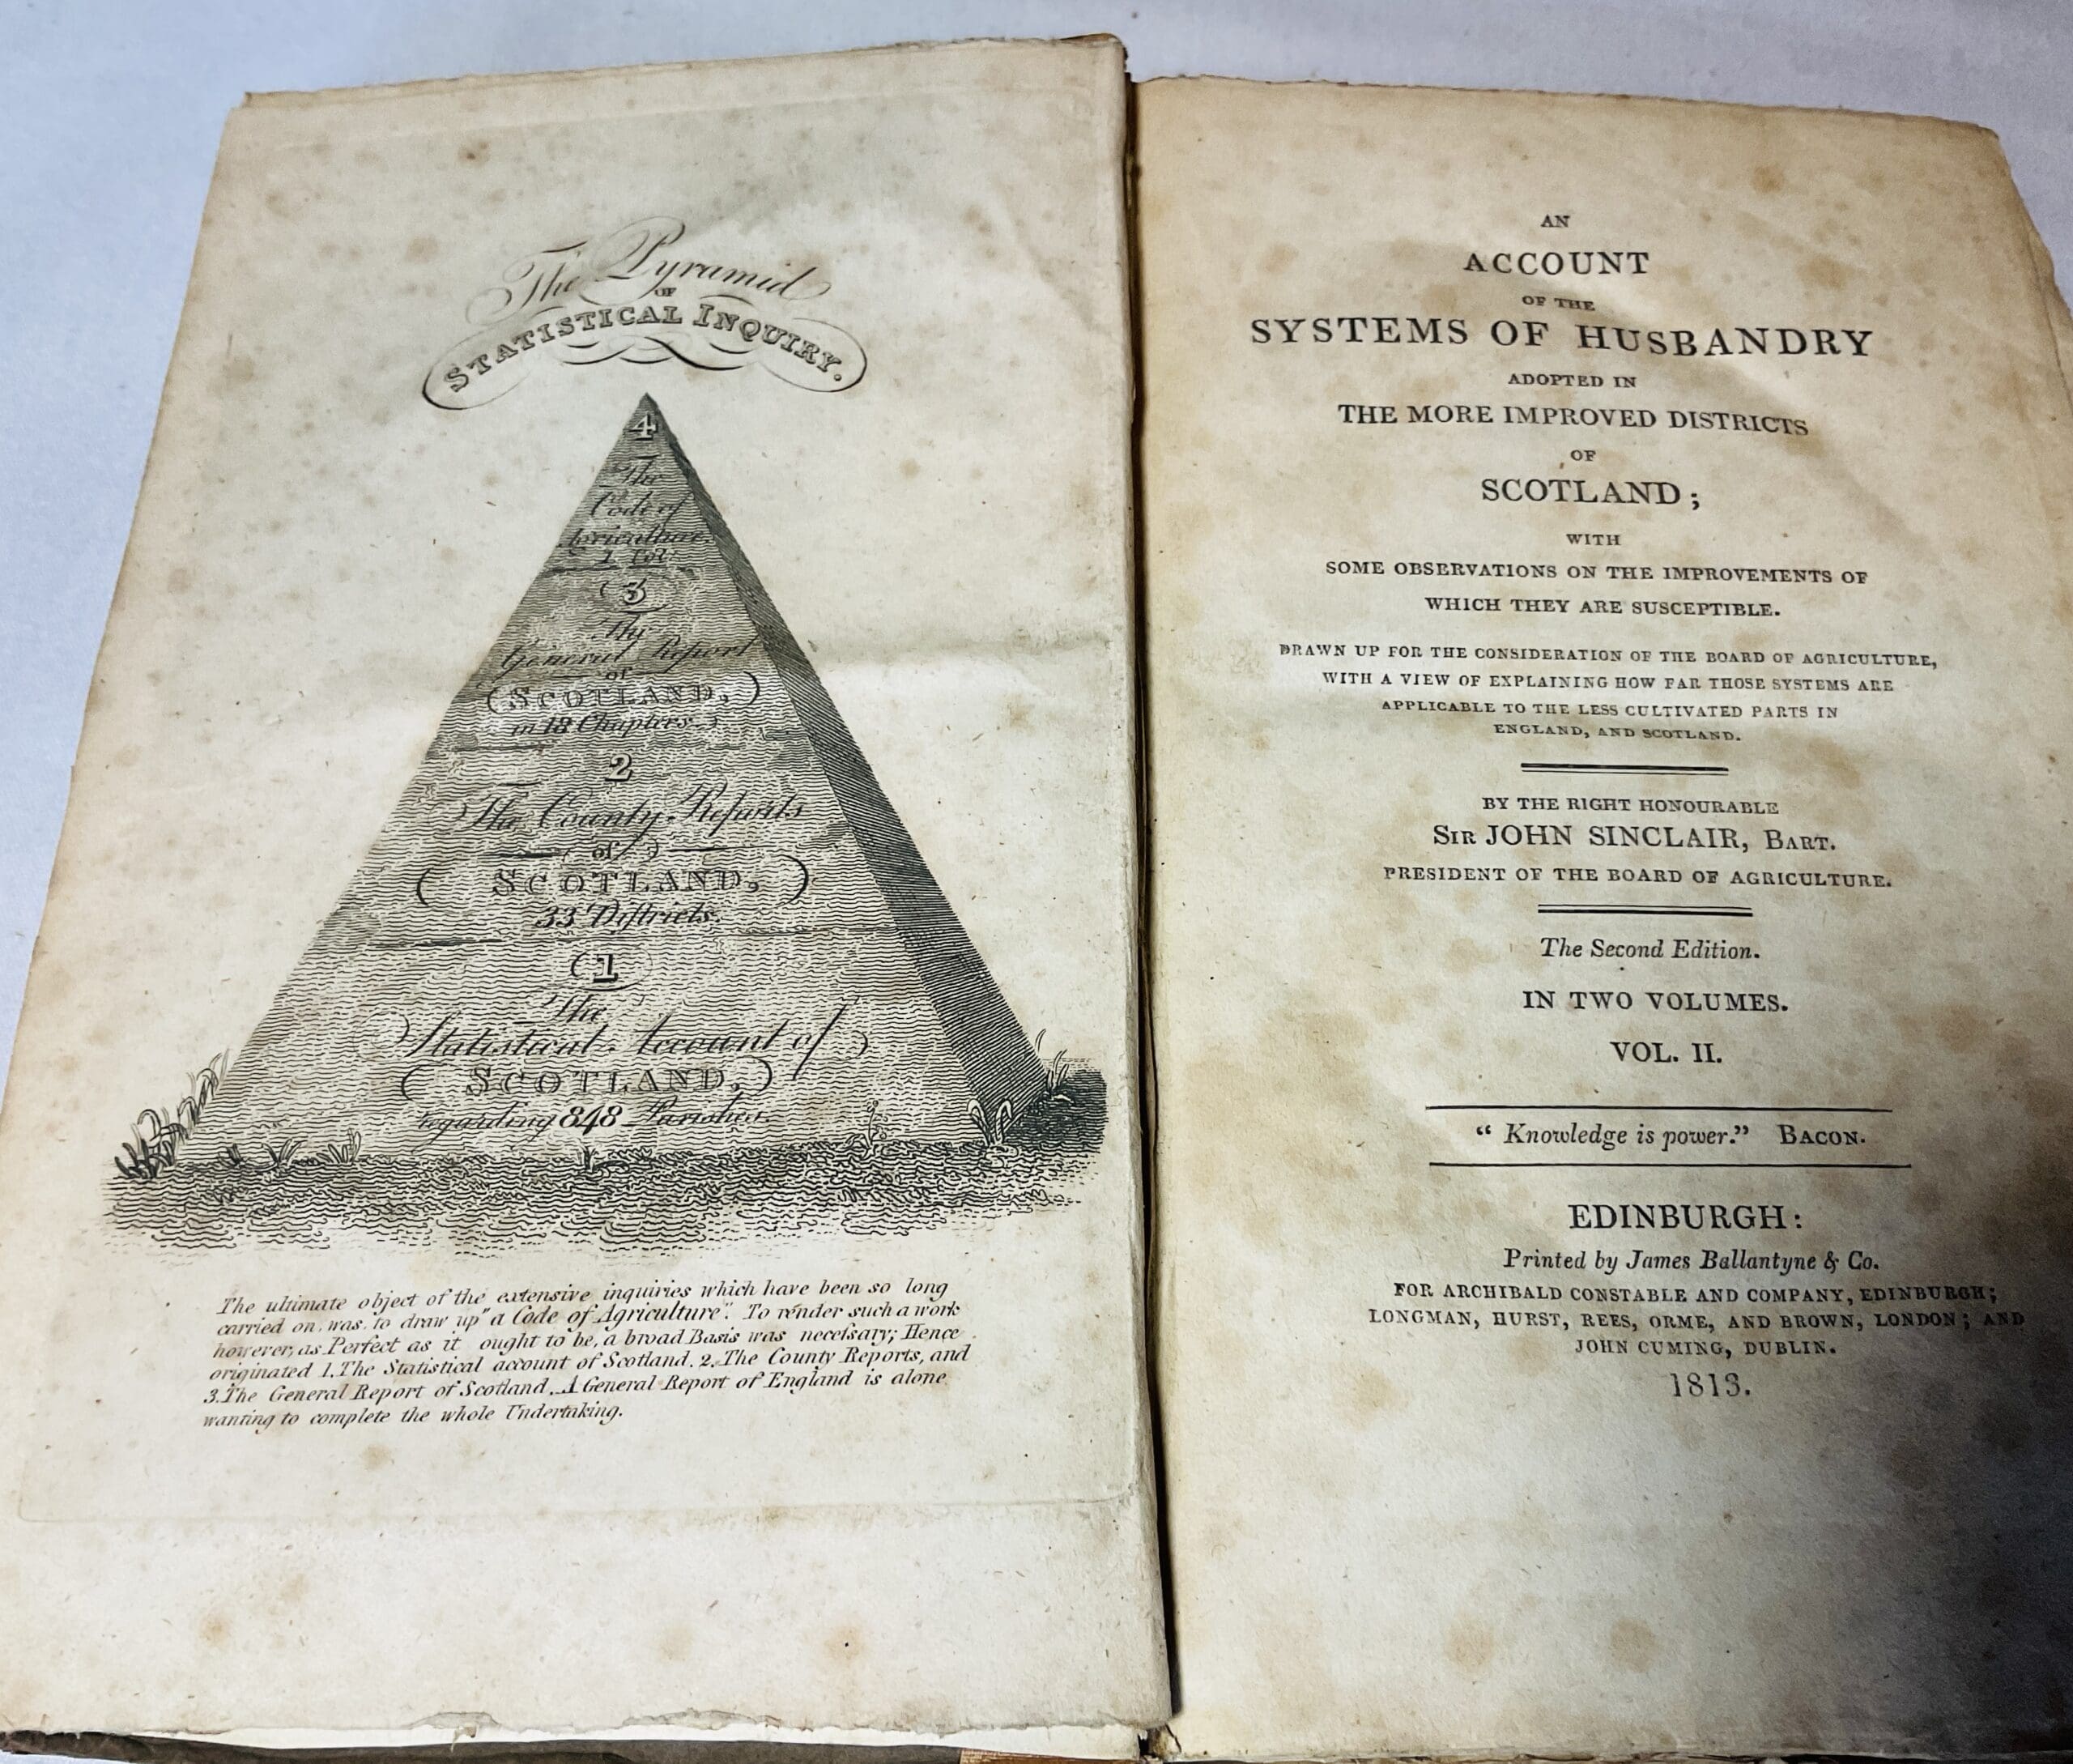 The Pyramid
OF
STATISTICAL INQUIRY.
4
The
Code of
Agriculture
1 Vol.
3
The
General Report
of
SCOTLAND,
in 18 Chapters.
2
The County Reports
of
SCOTLAND,
33 Districts.
1
The
Statistical Account of
SCOTLAND,
regarding 848 Parishes.
The ultimate object of the extensive inquiries which have been so long
carried on, was, to draw up "a Code of Agriculture". To render such a work
however, as Perfect as it ought to be, a broad Basis was necessary; Hence
originated 1. The Statistical account of Scotland. 2. The County Reports, and
3. The General Report of Scotland. A General Report of England is alone
wanting to complete the whole Undertaking.
AN
ACCOUNT
OF THE
SYSTEMS OF HUSBANDRY
ADOPTED IN
THE MORE IMPROVED DISTRICTS
OF
SCOTLAND;
WITH
SOME OBSERVATIONS ON THE IMPROVEMENTS OF
WHICH THEY ARE SUSCEPTIBLE.
DRAWN UP FOR THE CONSIDERATION OF THE BOARD OF AGRICULTURE,
WITH A VIEW OF EXPLAINING HOW FAR THOSE SYSTEMS ARE
APPLICABLE TO THE LESS CULTIVATED PARTS IN
ENGLAND, AND SCOTLAND.
BY THE RIGHT HONOURABLE
SIR JOHN SINCLAIR, BART.
PRESIDENT OF THE BOARD OF AGRICULTURE.
The Second Edition.
IN TWO VOLUMES.
VOL. II.
"Knowledge is power." BACON.
EDINBURGH:
Printed by James Ballantyne & Co.
FOR ARCHIBALD CONSTABLE AND COMPANY, EDINBURGH;
LONGMAN, HURST, REES, ORME, AND BROWN, LONDON; AND
JOHN CUMING, DUBLIN.
1813.